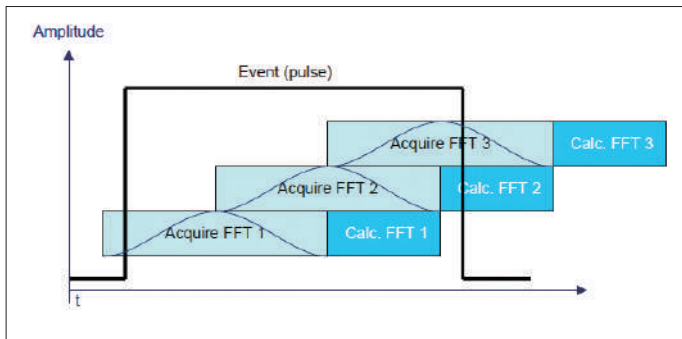 Amplitude
Event (pulse)
Acquire FFT 3
Calc. FFT 3
Acquire FFT 2
Calc. FFT 2
Acquire FFT 1
Calc. FFT 1
t